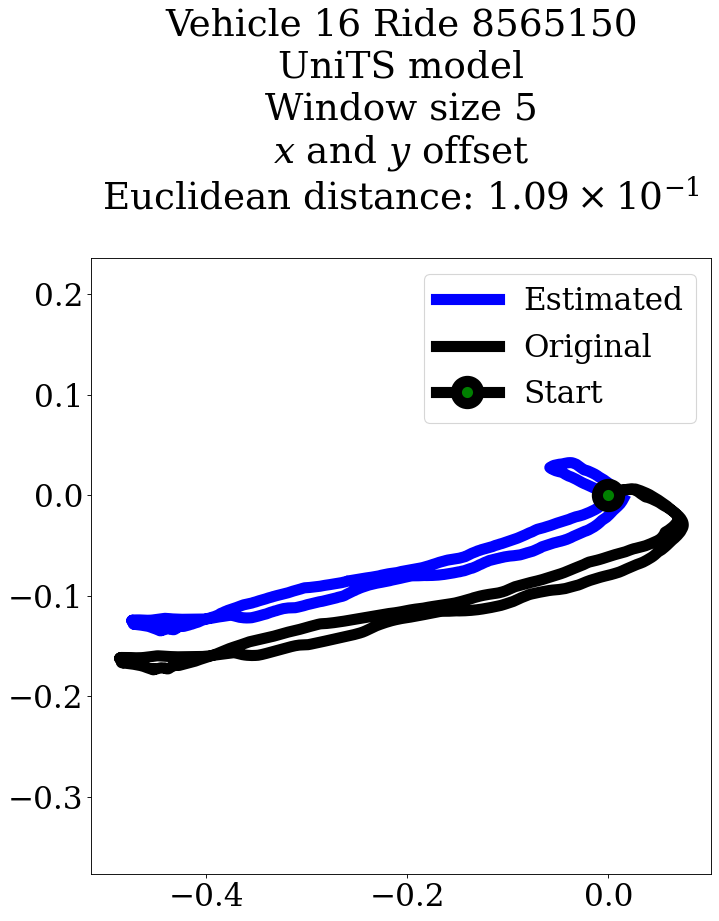 Vehicle 16 Ride 8565150
UniTS model
Window size 5
x and y offset
Euclidean distance: 1.09 × 10⁻¹
Estimated
Original
Start
0.2
0.1
0.0
−0.1
−0.2
−0.3
−0.4
−0.2
0.0